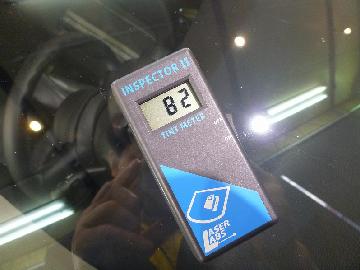 INSPECTOR II
82
TINT METER
LASER
LABS